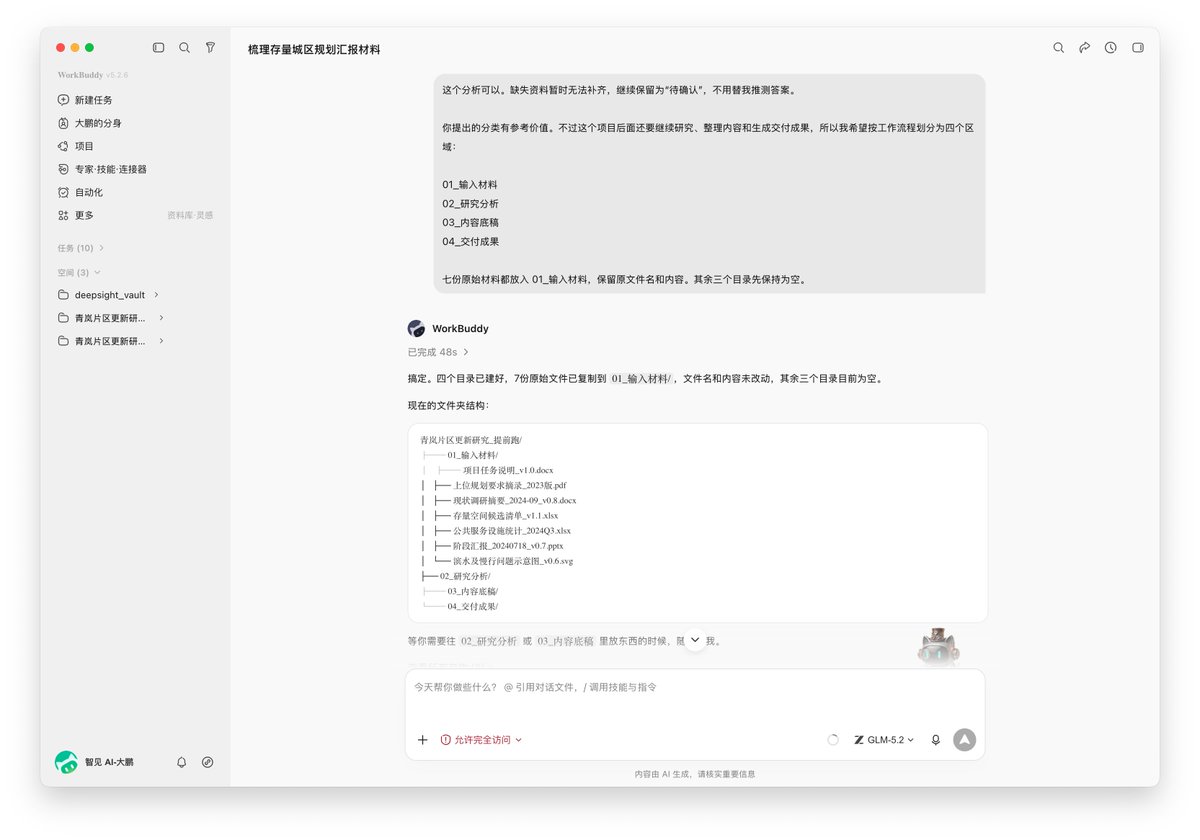 梳理存量城区规划汇报材料
WorkBuddy v5.2.6
新建任务
大鹏的分身
项目
专家·技能·连接器
自动化
更多 资料库·灵感
任务 (10)
空间 (3)
deepsight_vault
青岚片区更新研...
青岚片区更新研...
智见 AI-大鹏
这个分析可以。缺失资料暂时无法补齐，继续保留为“待确认”，不用替我推测答案。
你提出的分类有参考价值。不过这个项目后面还要继续研究、整理内容和生成交付成果，所以我希望按工作流程划分为四个区
域：
01_输入材料
02_研究分析
03_内容底稿
04_交付成果
七份原始材料都放入 01_输入材料，保留原文件名和内容。其余三个目录先保持为空。
WorkBuddy
已完成 48s
搞定。四个目录已建好，7份原始文件已复制到 01_输入材料/，文件名和内容未改动，其余三个目录目前为空。
现在的文件夹结构：
青岚片区更新研究_提前跑/
├── 01_输入材料/
│ ├── 项目任务说明_v1.0.docx
│ ├── 上位规划要求摘录_2023版.pdf
│ ├── 现状调研摘要_2024-09_v0.8.docx
│ ├── 存量空间候选清单_v1.1.xlsx
│ ├── 公共服务设施统计_2024Q3.xlsx
│ ├── 阶段汇报_20240718_v0.7.pptx
│ └── 滨水及慢行问题示意图_v0.6.svg
├── 02_研究分析/
├── 03_内容底稿/
└── 04_交付成果/
等你需要往 02_研究分析 或 03_内容底稿 里放东西的时候，随 我。
今天帮你做些什么？ @ 引用对话文件，/ 调用技能与指令
允许完全访问
GLM-5.2
内容由 AI 生成，请核实重要信息